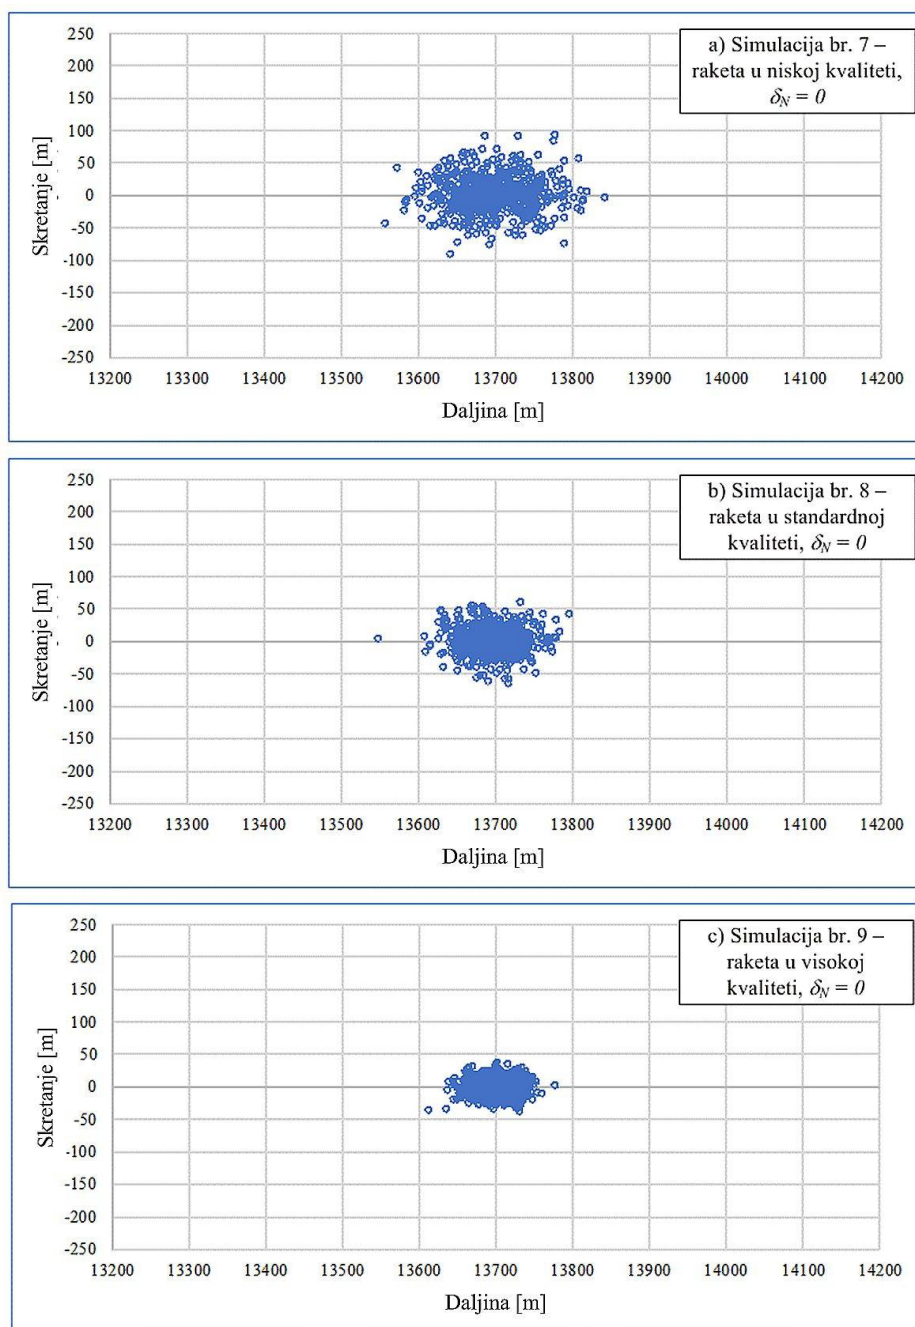 a) Simulacija br. 7 –
raketa u niskoj kvaliteti,
δN = 0
250
200
150
100
50
0
-50
-100
-150
-200
-250
Skretanje [m]
13200 13300 13400 13500 13600 13700 13800 13900 14000 14100 14200
Daljina [m]
b) Simulacija br. 8 –
raketa u standardnoj
kvaliteti, δN = 0
250
200
150
100
50
0
-50
-100
-150
-200
-250
Skretanje [m]
13200 13300 13400 13500 13600 13700 13800 13900 14000 14100 14200
Daljina [m]
c) Simulacija br. 9 –
raketa u visokoj
kvaliteti, δN = 0
250
200
150
100
50
0
-50
-100
-150
-200
-250
Skretanje [m]
13200 13300 13400 13500 13600 13700 13800 13900 14000 14100 14200
Daljina [m]